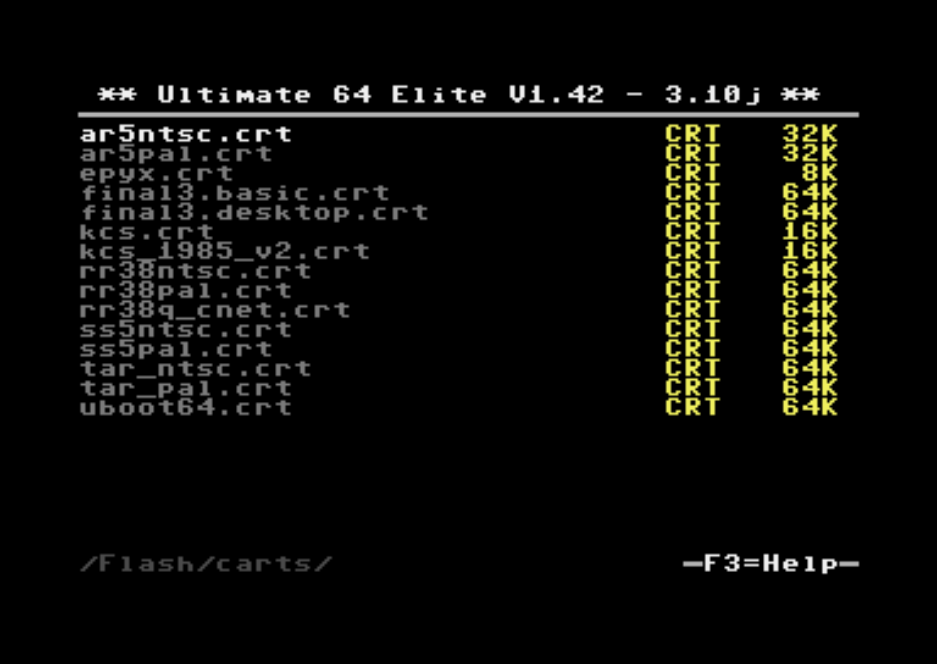 ** Ultimate 64 Elite V1.42 - 3.10j **
ar5ntsc.crt CRT 32K
ar5pal.crt CRT 32K
epyx.crt CRT 8K
final3.basic.crt CRT 64K
final3.desktop.crt CRT 64K
kcs.crt CRT 16K
kcs_1985_v2.crt CRT 16K
rr38ntsc.crt CRT 64K
rr38pal.crt CRT 64K
rr38q_cnet.crt CRT 64K
ss5ntsc.crt CRT 64K
ss5pal.crt CRT 64K
tar_ntsc.crt CRT 64K
tar_pal.crt CRT 64K
uboot64.crt CRT 64K
/Flash/carts/ —F3=Help—